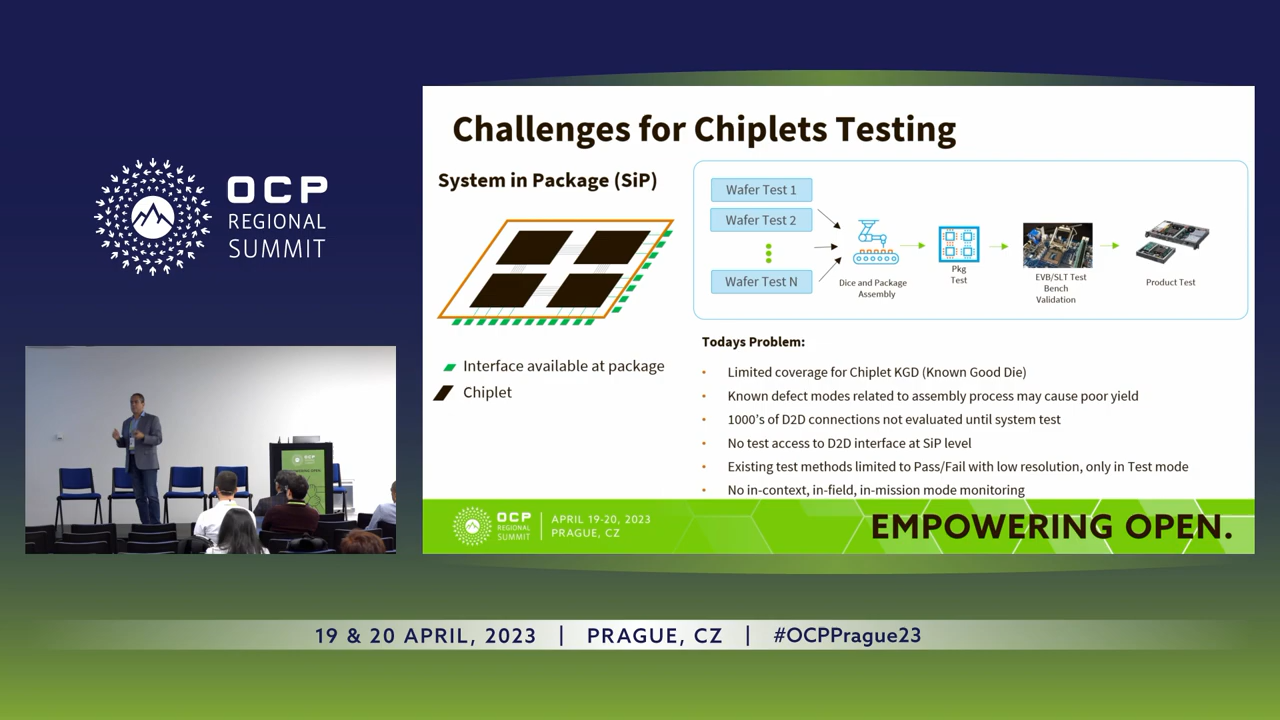 OCP
REGIONAL
SUMMIT
Challenges for Chiplets Testing
System in Package (SiP)
Interface available at package
Chiplet
Wafer Test 1
Wafer Test 2
Wafer Test N
Dice and Package
Assembly
Pkg
Test
EVB/SLT Test
Bench
Validation
Product Test
Todays Problem:
• Limited coverage for Chiplet KGD (Known Good Die)
• Known defect modes related to assembly process may cause poor yield
• 1000's of D2D connections not evaluated until system test
• No test access to D2D interface at SiP level
• Existing test methods limited to Pass/Fail with low resolution, only in Test mode
• No in-context, in-field, in-mission mode monitoring
OCP
REGIONAL
SUMMIT
APRIL 19-20, 2023
PRAGUE, CZ
EMPOWERING OPEN.
19 & 20 APRIL, 2023 | PRAGUE, CZ | #OCPPrague23